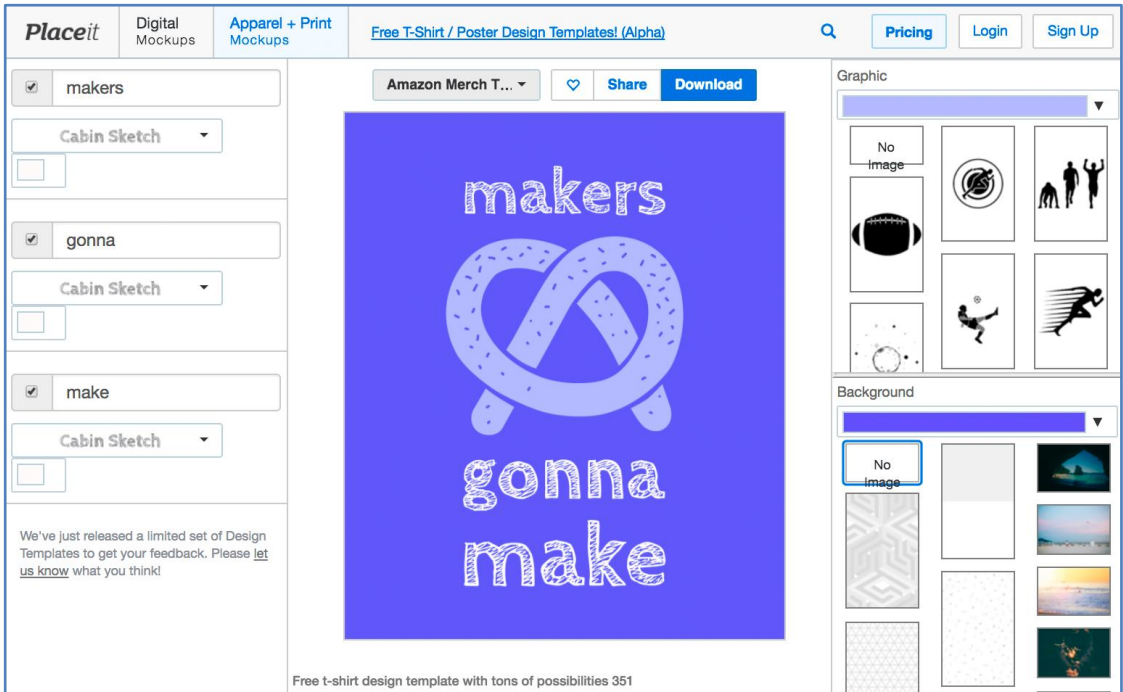 Placeit
Digital
Mockups
Apparel + Print
Mockups
Free T-Shirt / Poster Design Templates! (Alpha)
Pricing
Login
Sign Up
makers
Cabin Sketch
gonna
Cabin Sketch
make
Cabin Sketch
We've just released a limited set of Design
Templates to get your feedback. Please let
us know what you think!
Amazon Merch T...
Share
Download
makers
gonna
make
Free t-shirt design template with tons of possibilities 351
Graphic
No
Image
Background
No
Image